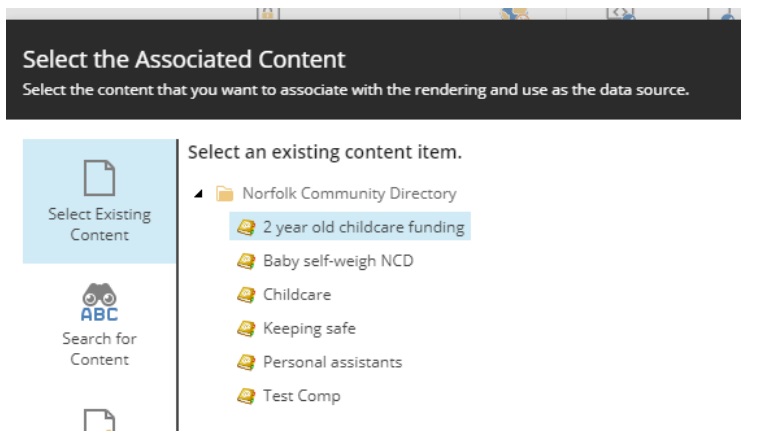 Select the Associated Content
Select the content that you want to associate with the rendering and use as the data source.
Select Existing
Content
ABC
Search for
Content
Select an existing content item.
Norfolk Community Directory
2 year old childcare funding
Baby self-weigh NCD
Childcare
Keeping safe
Personal assistants
Test Comp